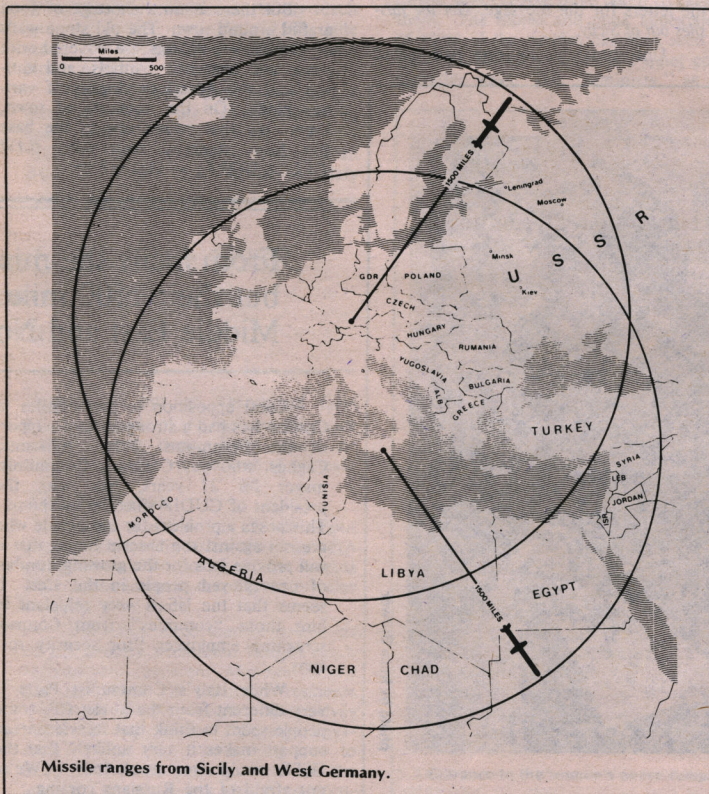 Miles
0 500
1500 MILES
Leningrad
Moscow
U S S R
Minsk
Kiev
GDR
POLAND
CZECH
HUNGARY
RUMANIA
YUGOSLAVIA
BULGARIA
ALB
GREECE
TURKEY
SYRIA
LEB
JORDAN
ISR
MOROCCO
TUNISIA
ALGERIA
LIBYA
EGYPT
1500 MILES
NIGER
CHAD
Missile ranges from Sicily and West Germany.